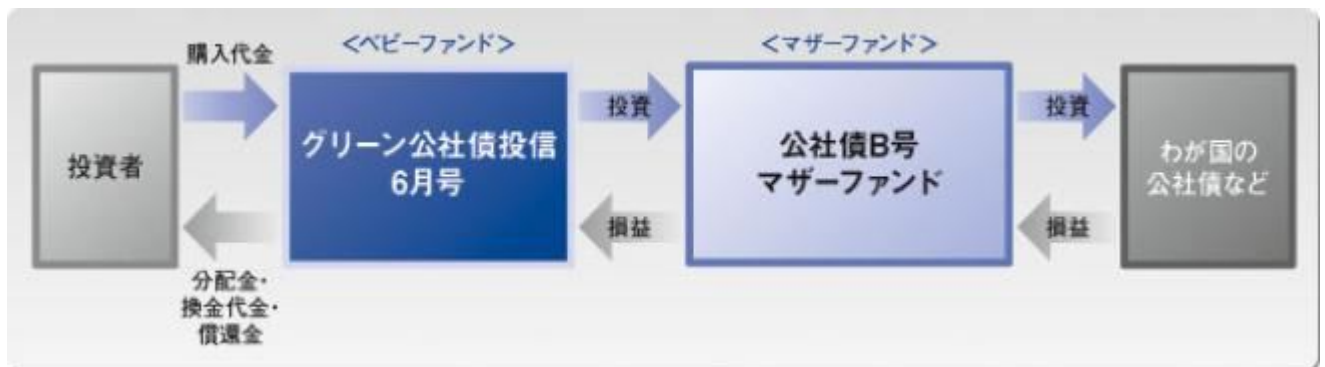 購入代金
<ベビーファンド>
<マザーファンド>
投資者
グリーン公社債投信
6月号
投資
公社債B号
マザーファンド
投資
わが国の
公社債など
損益
損益
分配金・
換金代金・
償還金